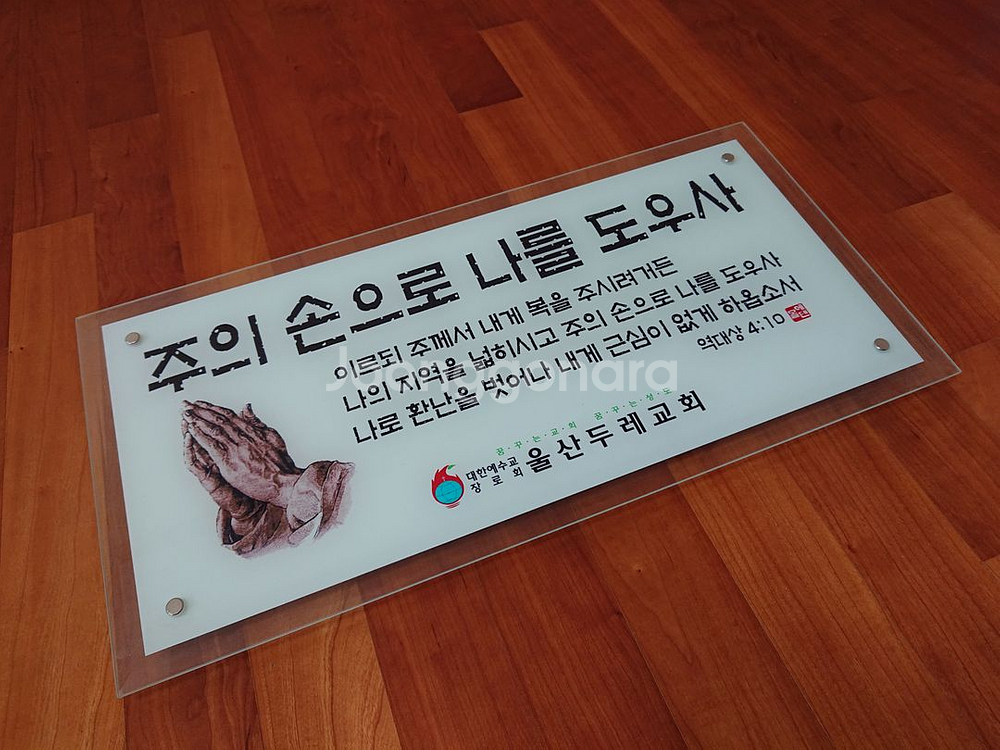 주의 손으로 나를 도우사
이르되 주께서 내게 복을 주시려거든
나의 지역을 넓히시고 주의 손으로 나를 도우사
나로 환난을 벗어나 내게 근심이 없게 하옵소서
역대상 4:10
꿈·꾸·는·교·회 꿈·꾸·는·성·도
대한예수교
장로회
울산두레교회
Joonggonara